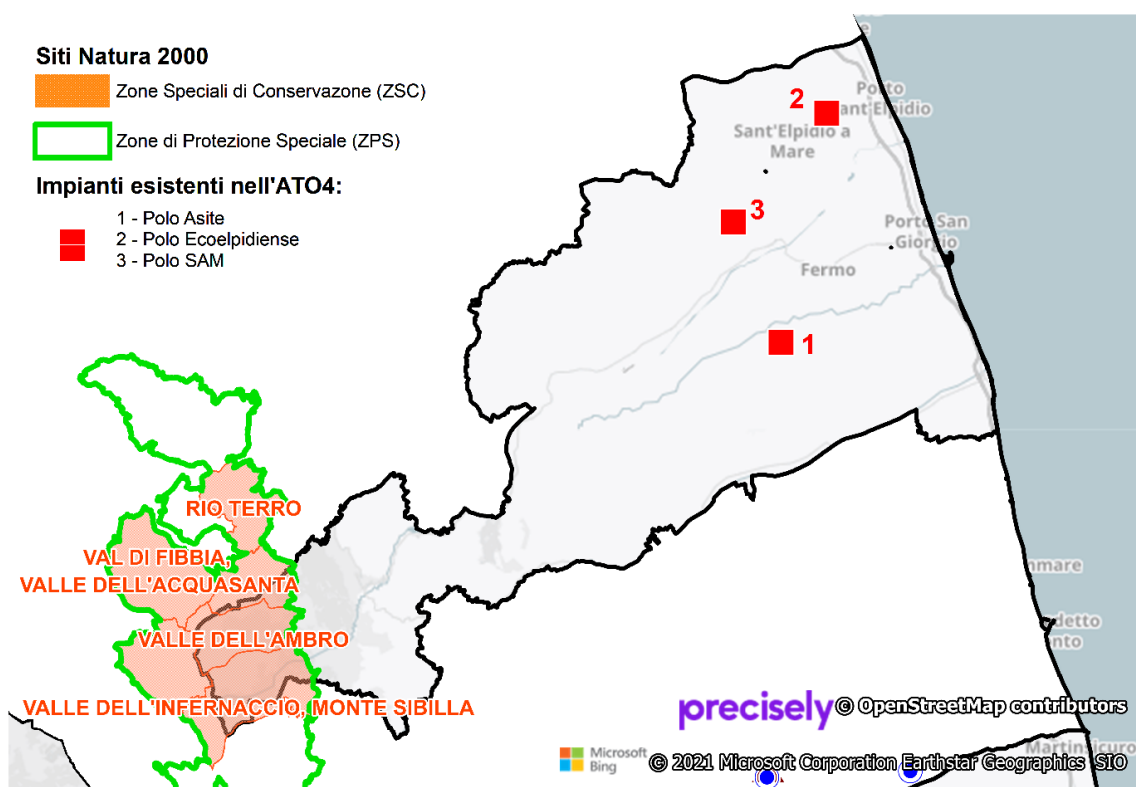 Siti Natura 2000
Zone Speciali di Conservazone (ZSC)
Zone di Protezione Speciale (ZPS)
Impianti esistenti nell'ATO4:
1 - Polo Asite
2 - Polo Ecoelpidiense
3 - Polo SAM
2
Porto
Sant'Elpidio a
Mare
3
Porto San
Giorgio
Fermo
1
RIO TERRO
VAL DI FIBBIA,
VALLE DELL'ACQUASANTA
VALLE DELL'AMBRO
VALLE DELL'INFERNACCIO, MONTE SIBILLA
precisely © OpenStreetMap contributors
Martinsicuro
Microsoft
Bing
© 2021 Microsoft Corporation Earthstar Geographics SIO